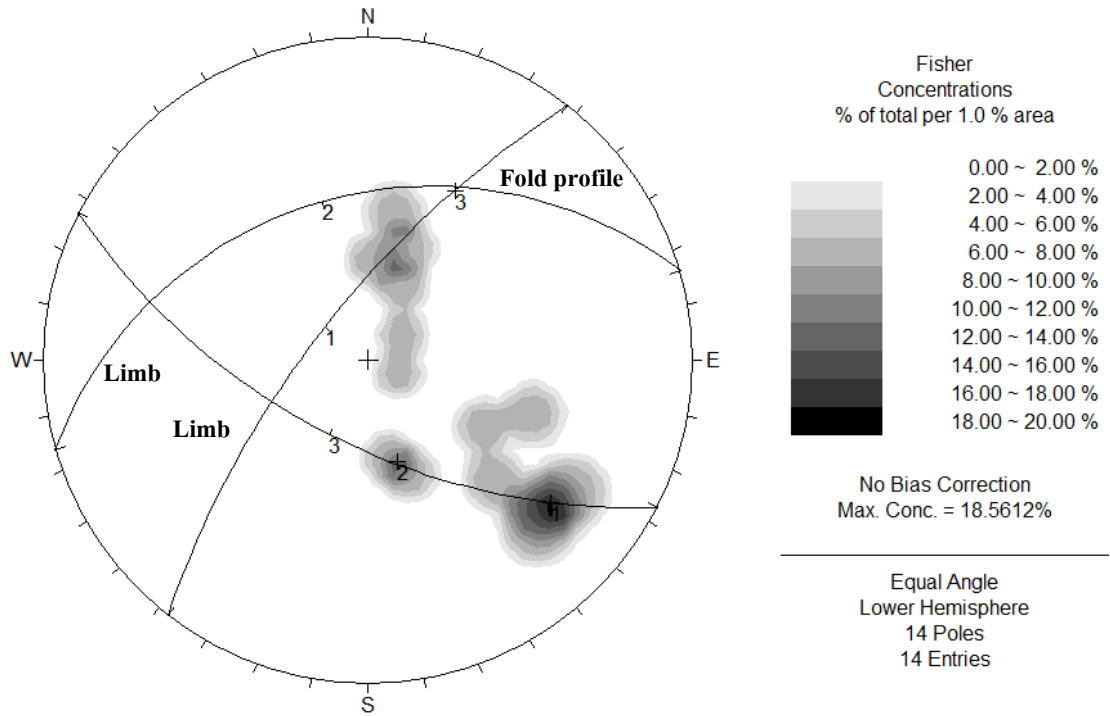 N
Fold profile
3
2
1
W
E
Limb
Limb
3
2
1
S
Fisher
Concentrations
% of total per 1.0 % area
0.00 ~ 2.00 %
2.00 ~ 4.00 %
4.00 ~ 6.00 %
6.00 ~ 8.00 %
8.00 ~ 10.00 %
10.00 ~ 12.00 %
12.00 ~ 14.00 %
14.00 ~ 16.00 %
16.00 ~ 18.00 %
18.00 ~ 20.00 %
No Bias Correction
Max. Conc. = 18.5612%
Equal Angle
Lower Hemisphere
14 Poles
14 Entries